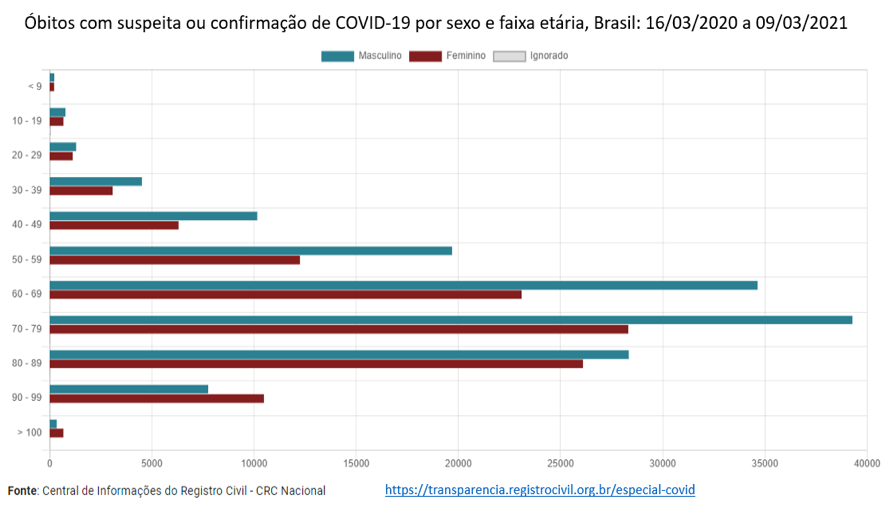 Óbitos com suspeita ou confirmação de COVID-19 por sexo e faixa etária, Brasil: 16/03/2020 a 09/03/2021
Masculino Feminino Ignorado
< 9
10 - 19
20 - 29
30 - 39
40 - 49
50 - 59
60 - 69
70 - 79
80 - 89
90 - 99
> 100
0 5000 10000 15000 20000 25000 30000 35000 40000
Fonte: Central de Informações do Registro Civil - CRC Nacional https://transparencia.registrocivil.org.br/especial-covid